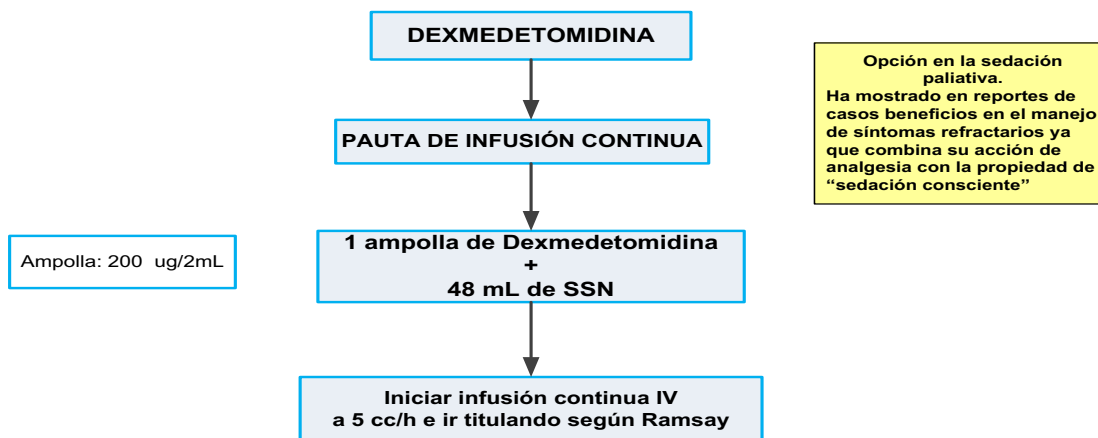 DEXMEDETOMIDINA
Opción en la sedación
paliativa.
Ha mostrado en reportes de
casos beneficios en el manejo
de síntomas refractarios ya
que combina su acción de
analgesia con la propiedad de
“sedación consciente”
PAUTA DE INFUSIÓN CONTINUA
Ampolla: 200 ug/2mL
1 ampolla de Dexmedetomidina
+
48 mL de SSN
Iniciar infusión continua IV
a 5 cc/h e ir titulando según Ramsay